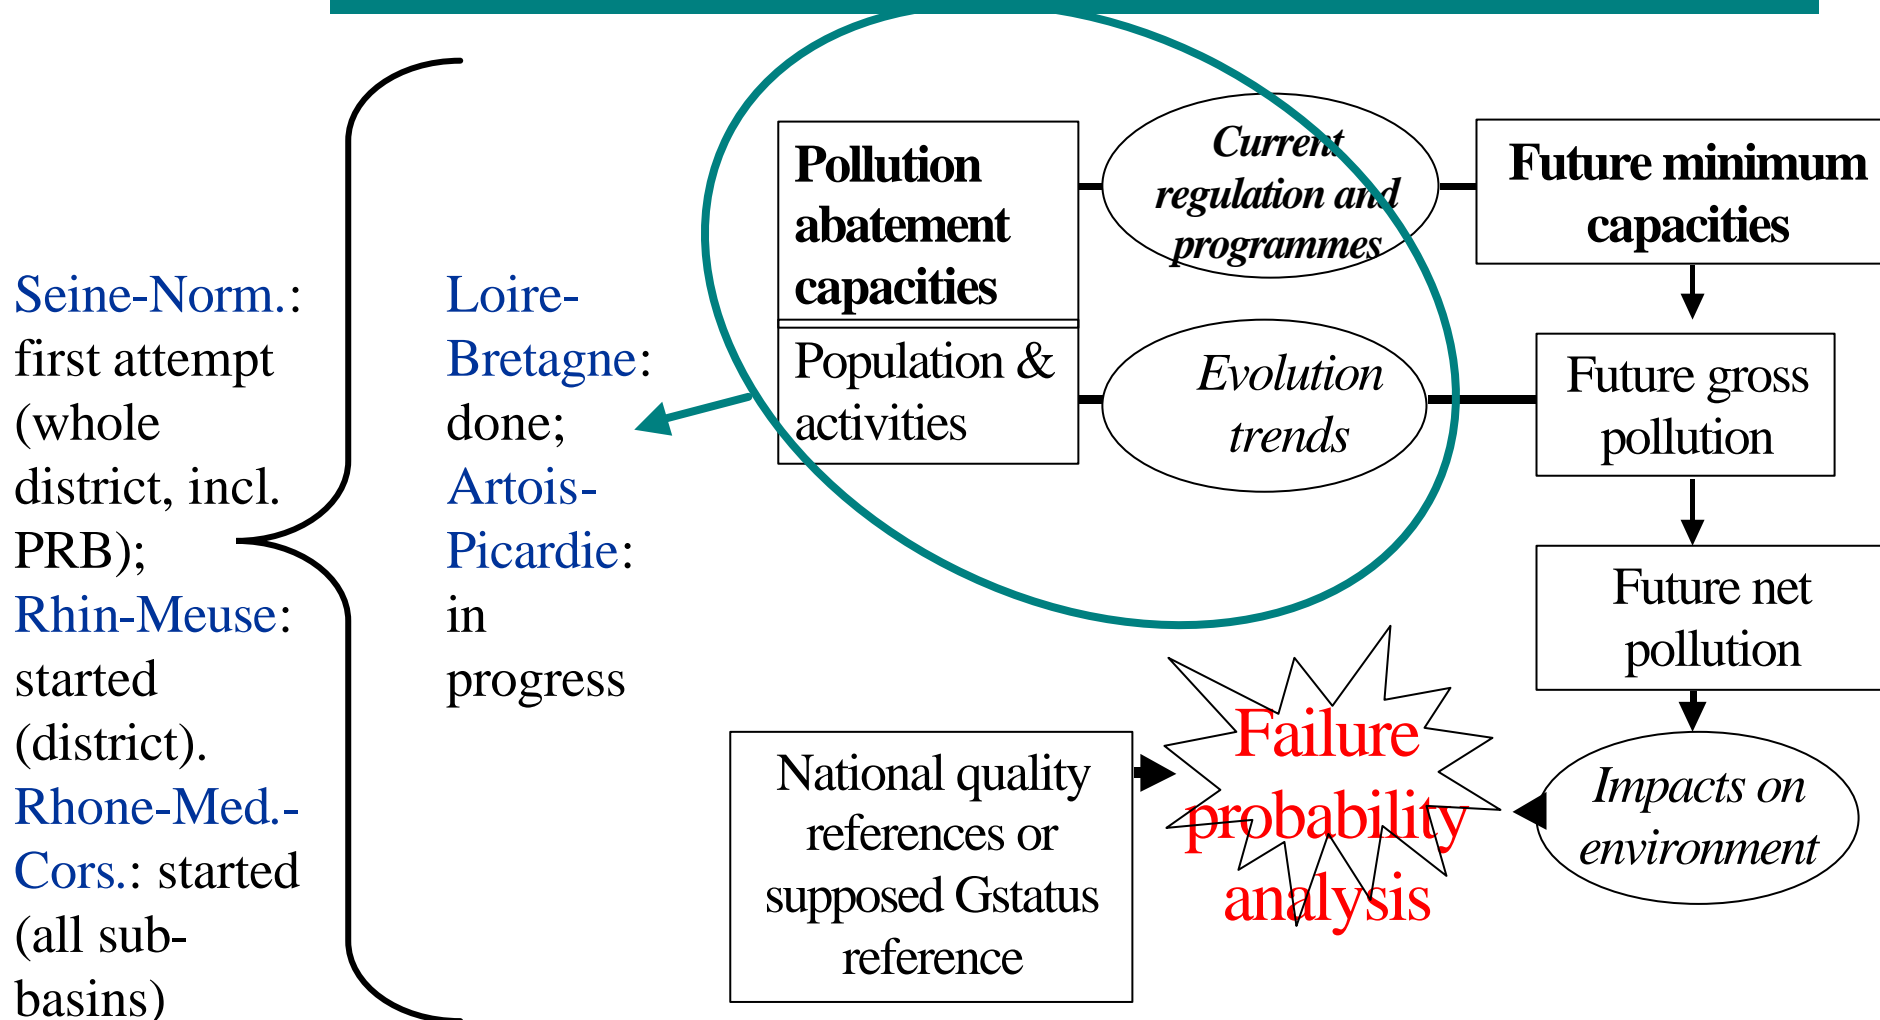 Seine-Norm.:
first attempt
(whole
district, incl.
PRB);
Rhin-Meuse:
started
(district).
Rhone-Med.-
Cors.: started
(all sub-
basins)
Loire-
Bretagne:
done;
Artois-
Picardie:
in
progress
Pollution
abatement
capacities
Current
regulation and
programmes
Future minimum
capacities
Population &
activities
Evolution
trends
Future gross
pollution
Future net
pollution
National quality
references or
supposed Gstatus
reference
Failure
probability
analysis
Impacts on
environment